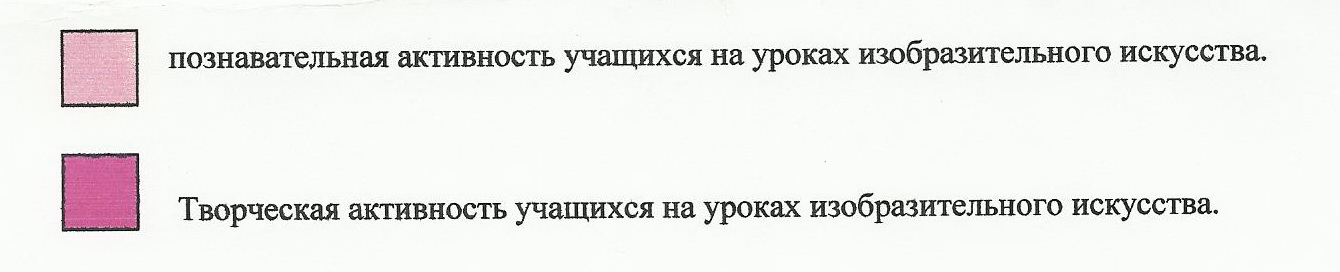 познавательная активность учащихся на уроках изобразительного искусства.
Творческая активность учащихся на уроках изобразительного искусства.